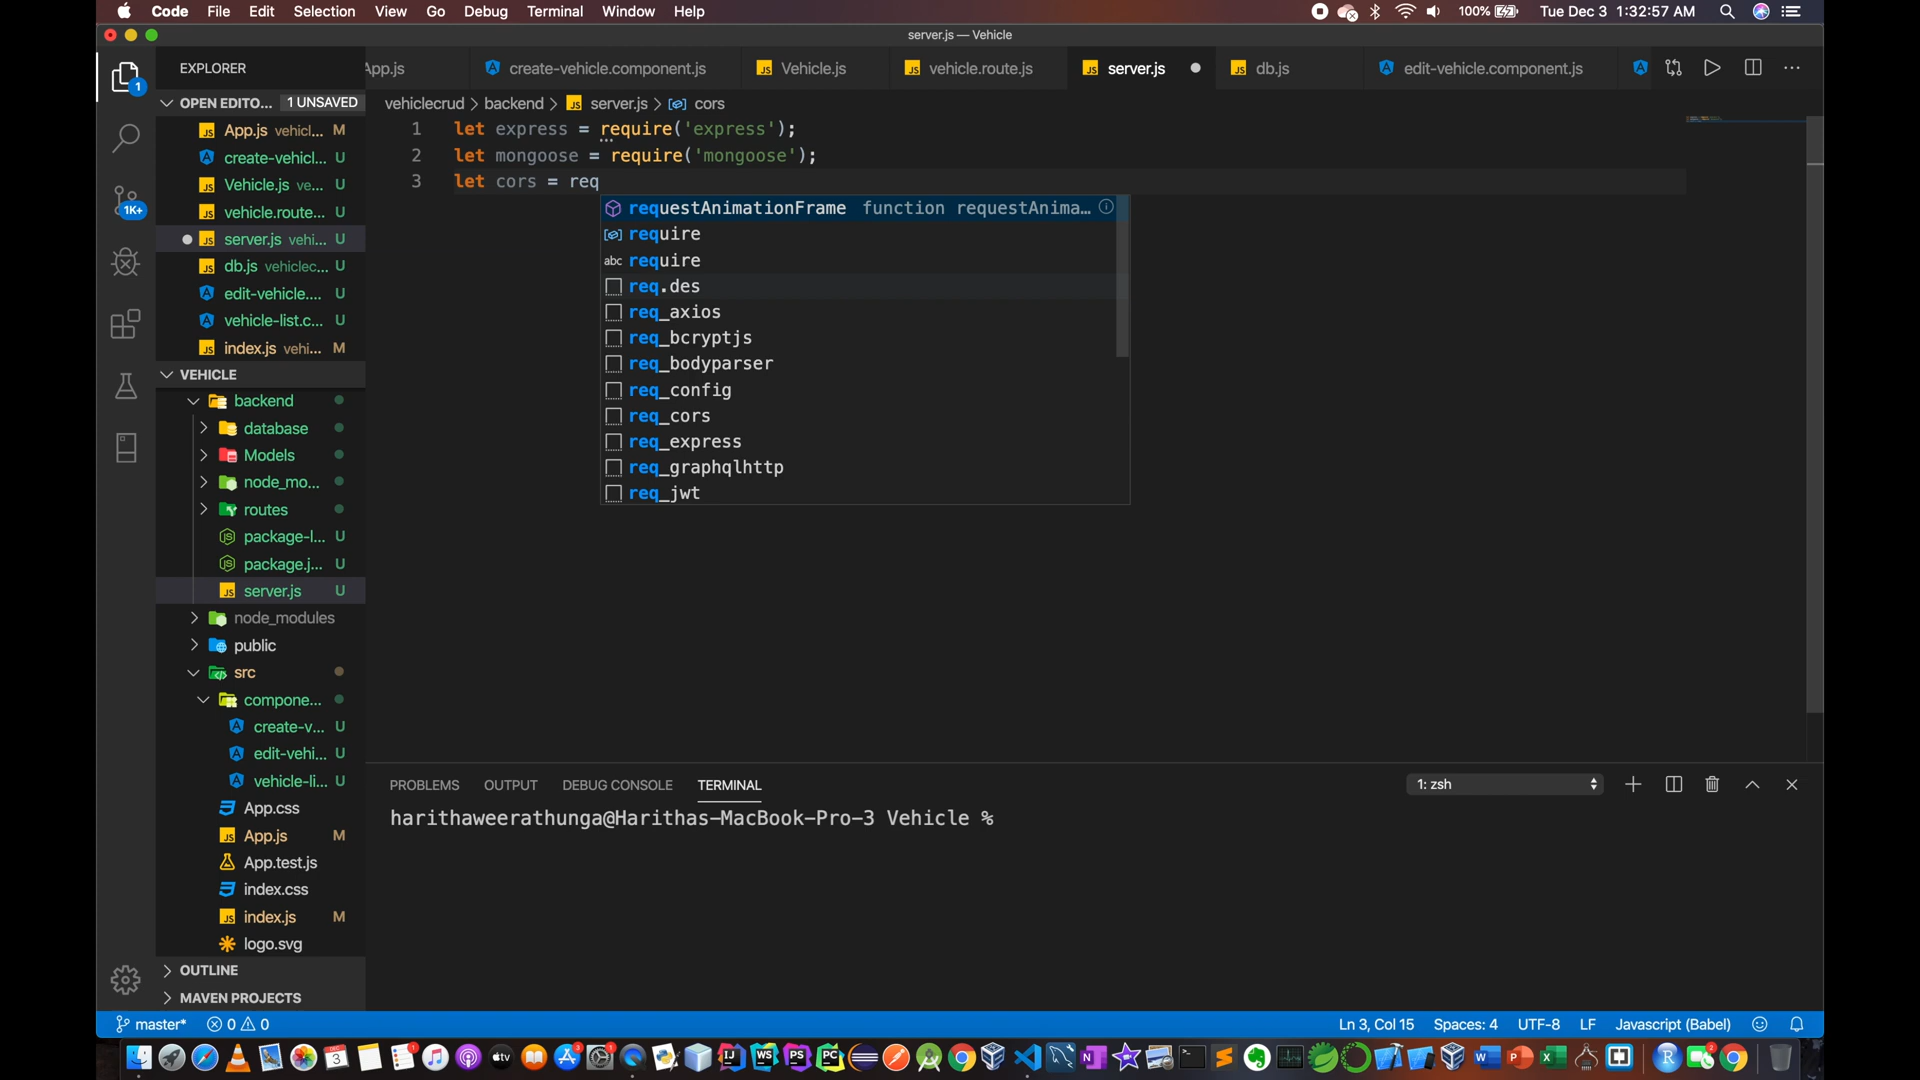 Code File Edit Selection View Go Debug Terminal Window Help 100% Tue Dec 3 1:32:57 AM
server.js — Vehicle
EXPLORER
App.js create-vehicle.component.js Vehicle.js vehicle.route.js server.js db.js edit-vehicle.component.js
1
OPEN EDITO... 1 UNSAVED
App.js vehicl... M
create-vehicl... U
Vehicle.js ve... U
vehicle.route... U
server.js vehi... U
db.js vehiclec... U
edit-vehicle.... U
vehicle-list.c... U
index.js vehi... M
1K+
VEHICLE
backend
database
Models
node_mo...
routes
package-l... U
package.j... U
server.js U
node_modules
public
src
compone...
create-v... U
edit-vehi... U
vehicle-li... U
App.css
App.js M
App.test.js
index.css
index.js M
logo.svg
OUTLINE
MAVEN PROJECTS
vehiclecrud > backend > server.js > cors
1 let express = require('express');
2 let mongoose = require('mongoose');
3 let cors = req
requestAnimationFrame function requestAnima...
require
abc require
req.des
req_axios
req_bcryptjs
req_bodyparser
req_config
req_cors
req_express
req_graphqlhttp
req_jwt
PROBLEMS OUTPUT DEBUG CONSOLE TERMINAL 1: zsh
harithaweerathunga@Harithas-MacBook-Pro-3 Vehicle %
master* 0 0 Ln 3, Col 15 Spaces: 4 UTF-8 LF Javascript (Babel)